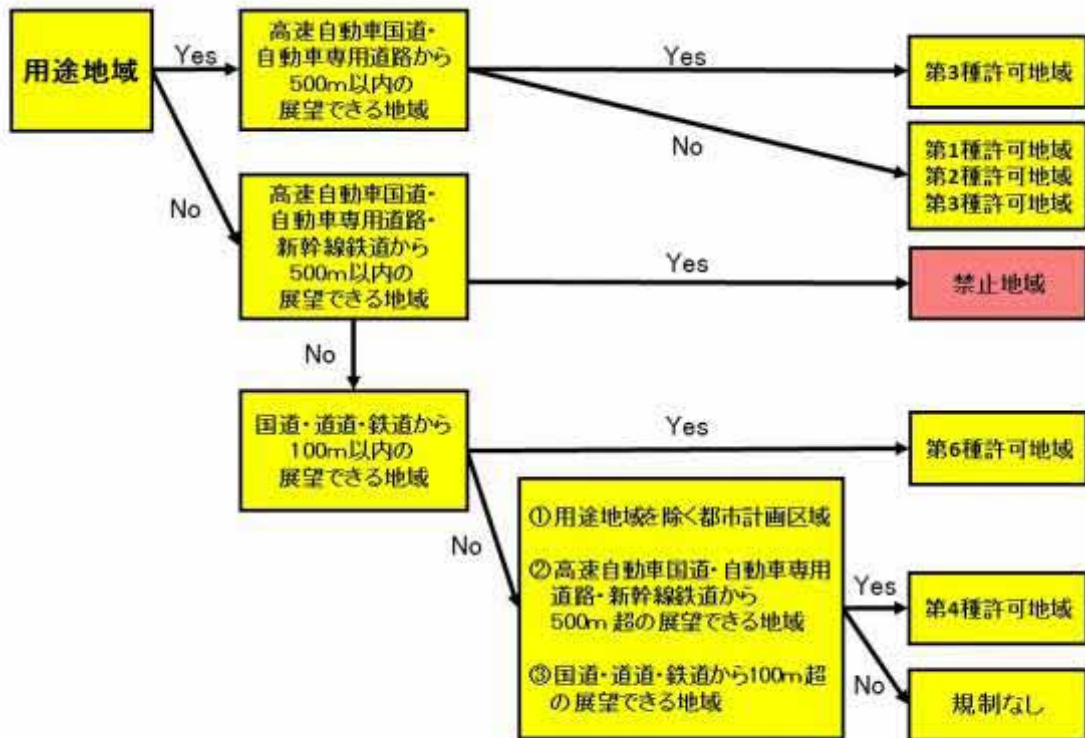 用途地域
Yes
高速自動車国道・
自動車専用道路から
500m以内の
展望できる地域
Yes
第3種許可地域
No
第1種許可地域
第2種許可地域
第3種許可地域
No
高速自動車国道・
自動車専用道路・
新幹線鉄道から
500m以内の
展望できる地域
Yes
禁止地域
No
国道・道道・鉄道から
100m以内の
展望できる地域
Yes
第6種許可地域
No
①用途地域を除く都市計画区域
②高速自動車国道・自動車専用
道路・新幹線鉄道から
500m 超の展望できる地域
③国道・道道・鉄道から100m 超
の展望できる地域
Yes
第4種許可地域
No
規制なし